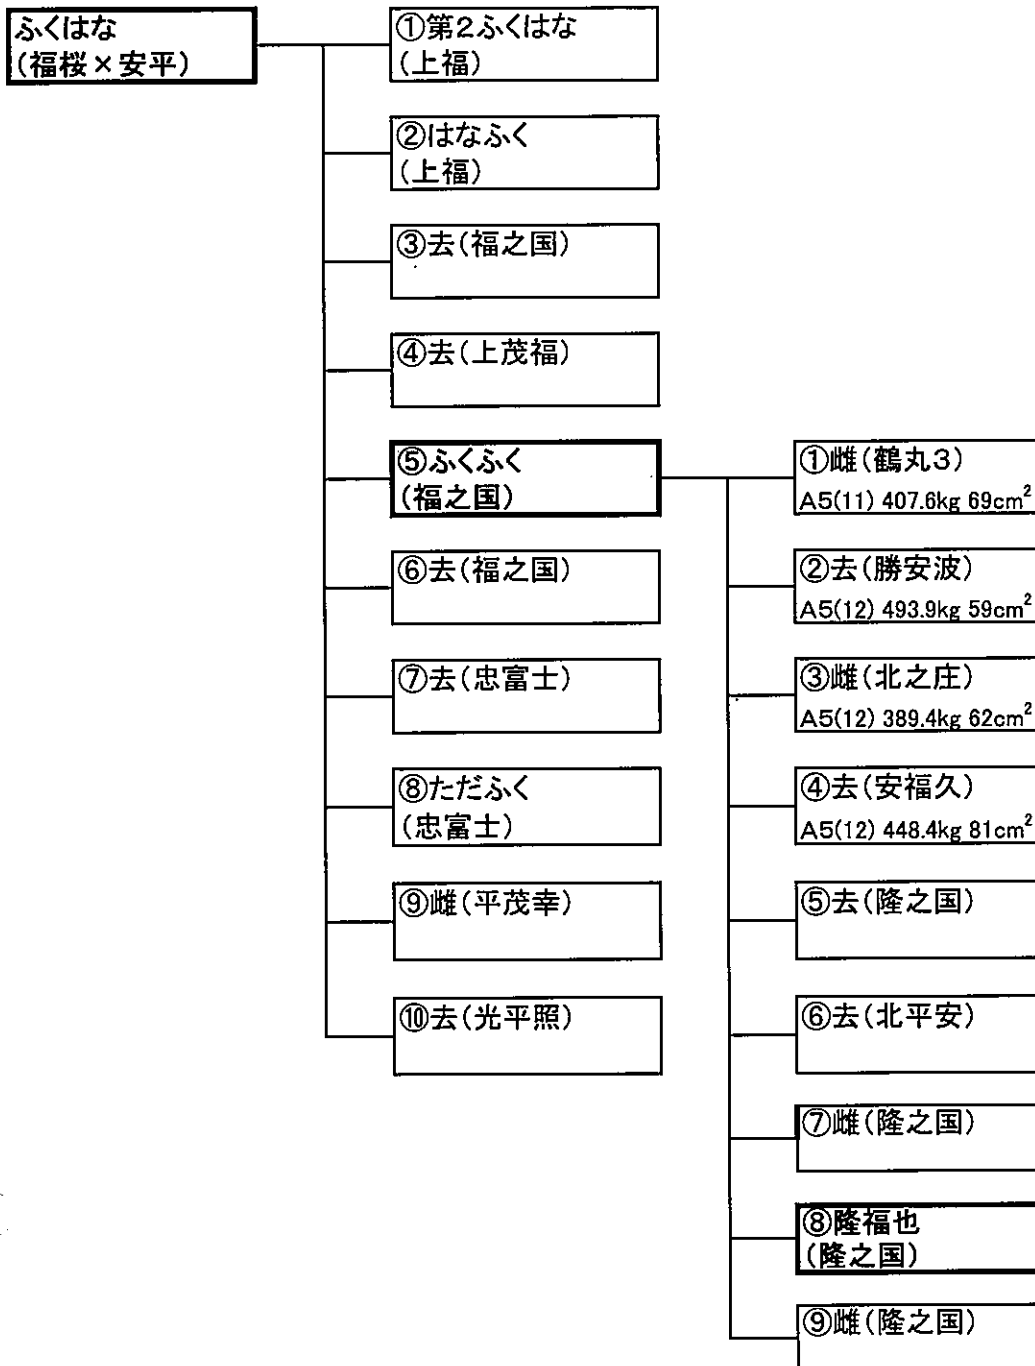 ふくはな
(福桜×安平)
①第2ふくはな
(上福)
②はなふく
(上福)
③去(福之国)
④去(上茂福)
⑤ふくふく
(福之国)
⑥去(福之国)
⑦去(忠富士)
⑧ただふく
(忠富士)
⑨雌(平茂幸)
⑩去(光平照)
①雌(鶴丸3)
A5(11) 407.6kg 69cm²
②去(勝安波)
A5(12) 493.9kg 59cm²
③雌(北之庄)
A5(12) 389.4kg 62cm²
④去(安福久)
A5(12) 448.4kg 81cm²
⑤去(隆之国)
⑥去(北平安)
⑦雌(隆之国)
⑧隆福也
(隆之国)
⑨雌(隆之国)